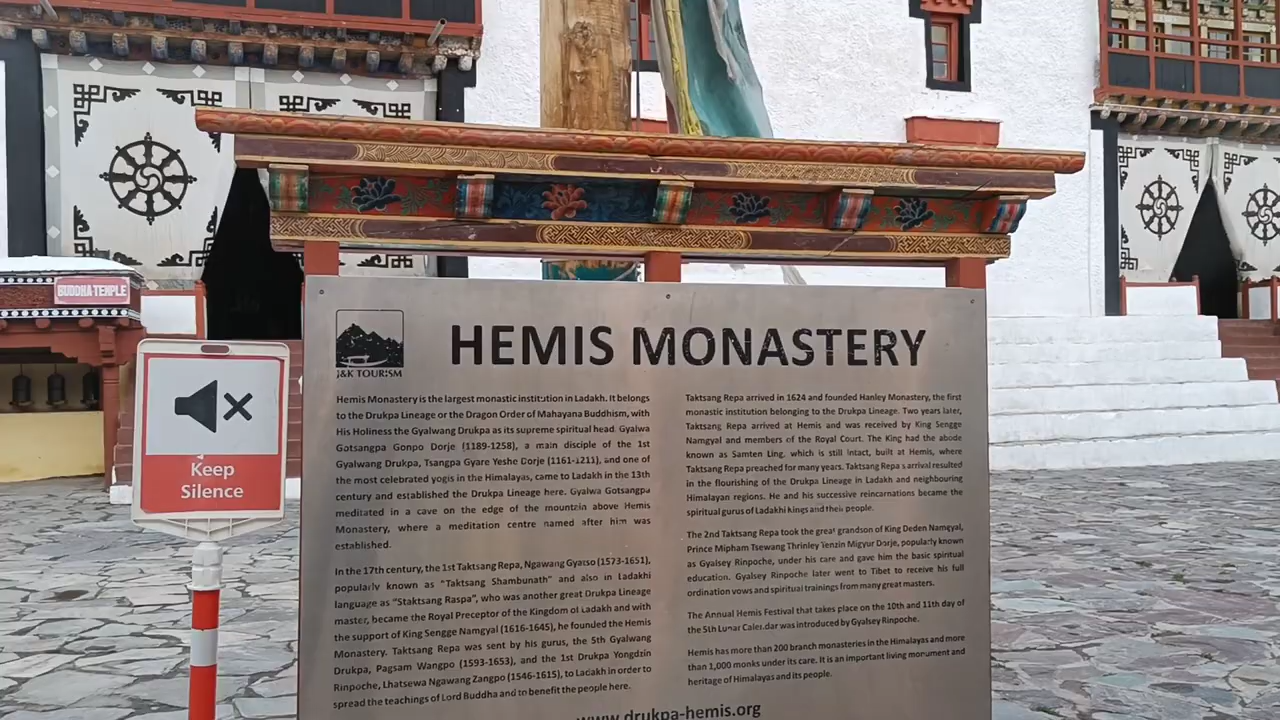 BUDDHA TEMPLE
Keep
Silence
J&K TOURISM
HEMIS MONASTERY
Hemis Monastery is the largest monastic institution in Ladakh. It belongs
to the Drukpa Lineage or the Dragon Order of Mahayana Buddhism, with
His Holiness the Gyalwang Drukpa as its supreme spiritual head. Gyalwa
Gotsangpa Gonpo Dorje (1189-1258), a main disciple of the 1st
Gyalwang Drukpa, Tsangpa Gyare Yeshe Dorje (1161-1211), and one of
the most celebrated yogis in the Himalayas, came to Ladakh in the 13th
century and established the Drukpa Lineage here. Gyalwa Gotsangpa
meditated in a cave on the edge of the mountain above Hemis
Monastery, where a meditation centre named after him was
established.
In the 17th century, the 1st Taktsang Repa, Ngawang Gyatso (1573-1651),
popularly known as “Taktsang Shambunath” and also in Ladakhi
language as “Staktsang Raspa”, who was another great Drukpa Lineage
master, became the Royal Preceptor of the Kingdom of Ladakh and with
the support of King Sengge Namgyal (1616-1645), he founded the Hemis
Monastery. Taktsang Repa was sent by his gurus, the 5th Gyalwang
Drukpa, Pagsam Wangpo (1593-1653), and the 1st Drukpa Yongdzin
Rinpoche, Lhatsewa Ngawang Zangpo (1546-1615), to Ladakh in order to
spread the teachings of Lord Buddha and to benefit the people here.
Taktsang Repa arrived in 1624 and founded Hanley Monastery, the first
monastic institution belonging to the Drukpa Lineage. Two years later,
Taktsang Repa arrived at Hemis and was received by King Sengge
Namgyal and members of the Royal Court. The King had the abode
known as Samten Ling, which is still intact, built at Hemis, where
Taktsang Repa preached for many years. Taktsang Repa's arrival resulted
in the flourishing of the Drukpa Lineage in Ladakh and neighbouring
Himalayan regions. He and his successive reincarnations became the
spiritual gurus of Ladakhi Kings and their people.
The 2nd Taktsang Repa took the great grandson of King Deden Namgyal,
Prince Mipham Tsewang Thrinley Tenzin Migyur Dorje, popularly known
as Gyalsey Rinpoche, under his care and gave him the basic spiritual
education. Gyalsey Rinpoche later went to Tibet to receive his full
ordination vows and spiritual trainings from many great masters.
The Annual Hemis Festival that takes place on the 10th and 11th day of
the 5th Lunar Calendar was introduced by Gyalsey Rinpoche.
Hemis has more than 200 branch monasteries in the Himalayas and more
than 1,000 monks under its care. It is an important living monument and
heritage of Himalayas and its people.
www.drukpa-hemis.org